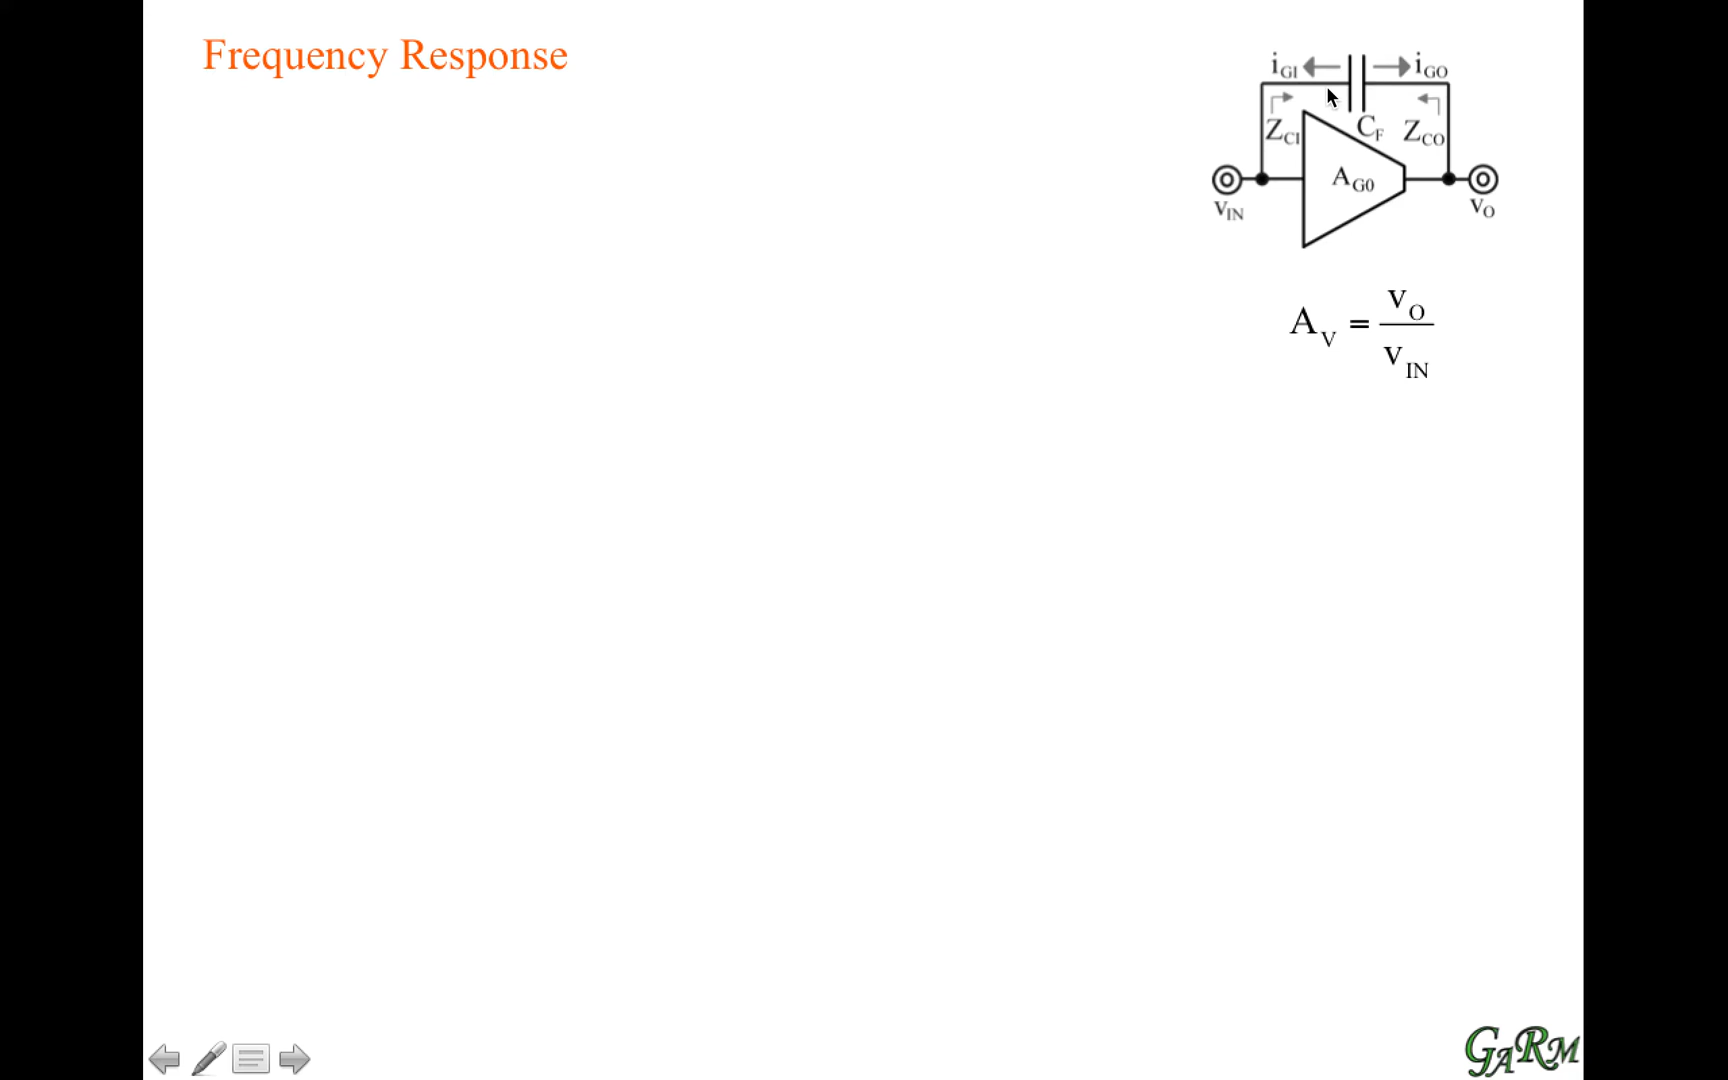 Frequency Response
iGI iGO
ZCI CF ZCO
AG0
vIN vO
AV = vO / vIN
GARM